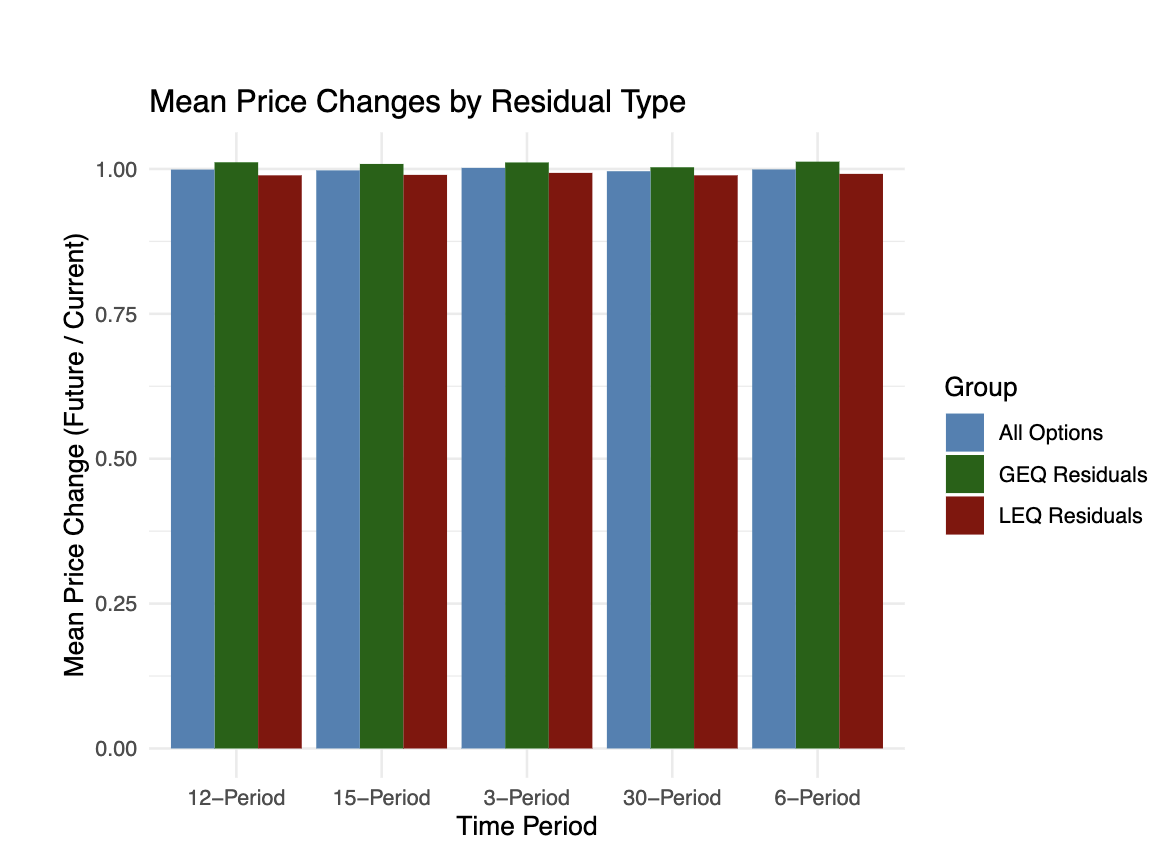 Mean Price Changes by Residual Type
Mean Price Change (Future / Current)
1.00
0.75
0.50
0.25
0.00
12−Period
15−Period
3−Period
30−Period
6−Period
Time Period
Group
All Options
GEQ Residuals
LEQ Residuals